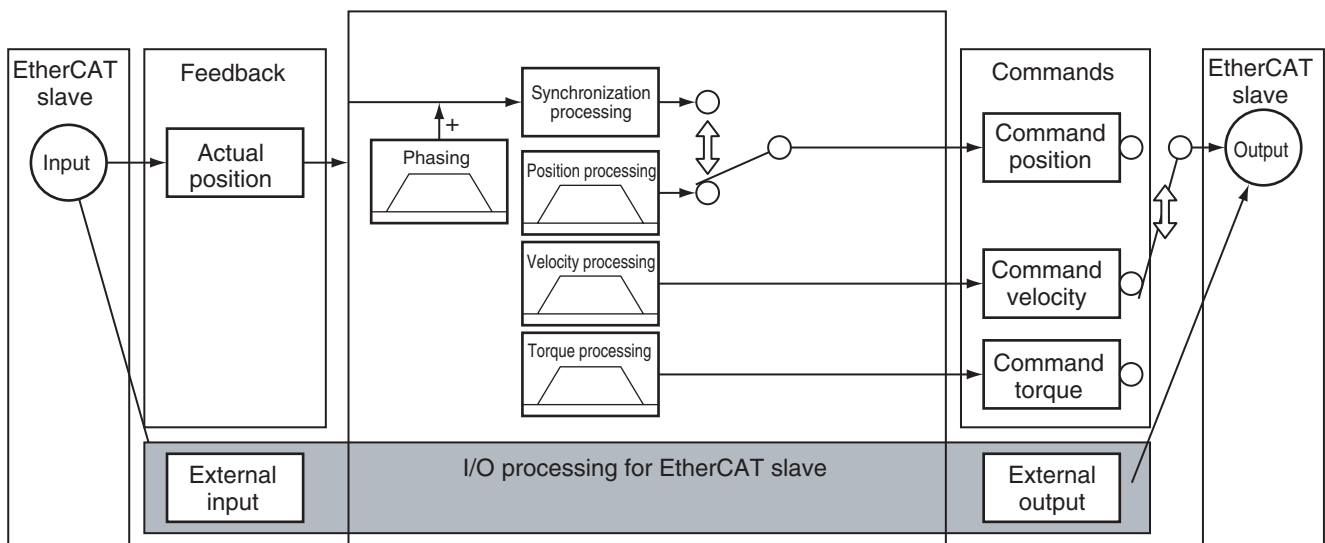 EtherCAT
slave
Input
Feedback
Actual
position
Phasing
+
Synchronization
processing
Position processing
Velocity processing
Torque processing
Commands
Command
position
Command
velocity
Command
torque
EtherCAT
slave
Output
External
input
I/O processing for EtherCAT slave
External
output